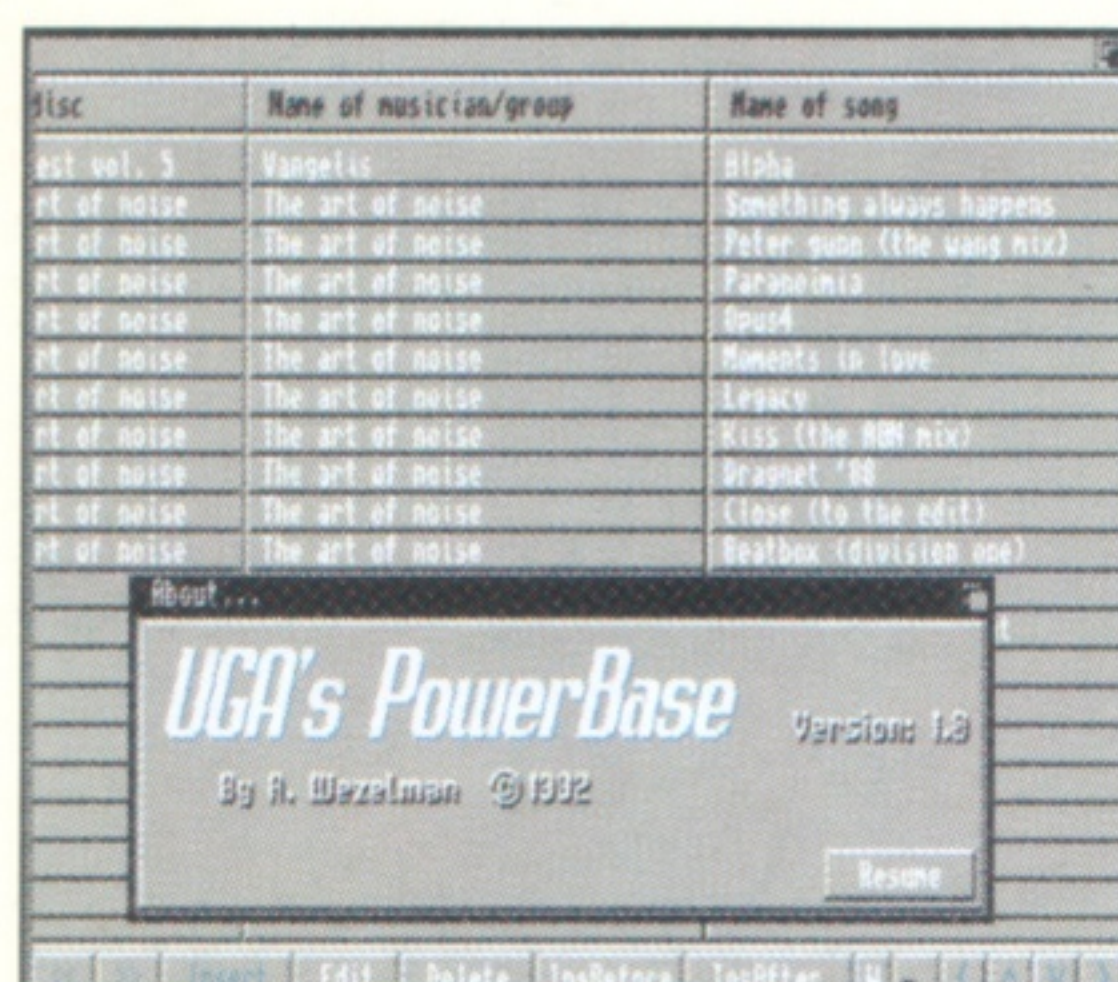 disc Name of musician/group Name of song
est vol. 5 Vangelis Alpha
rt of noise The art of noise Something always happens
rt of noise The art of noise Peter gunn (the wang mix)
rt of noise The art of noise Paranoimia
rt of noise The art of noise Opus4
rt of noise The art of noise Moments in love
rt of noise The art of noise Legacy
rt of noise The art of noise Kiss (the AON mix)
rt of noise The art of noise Dragnet '88
rt of noise The art of noise Close (to the edit)
rt of noise The art of noise Beatbox (division one)
About...
t
UGA's PowerBase Version: 1.8
By A. Wezelman © 1992
Resume
<< >> Insert Edit Delete InsBefore InsAfter